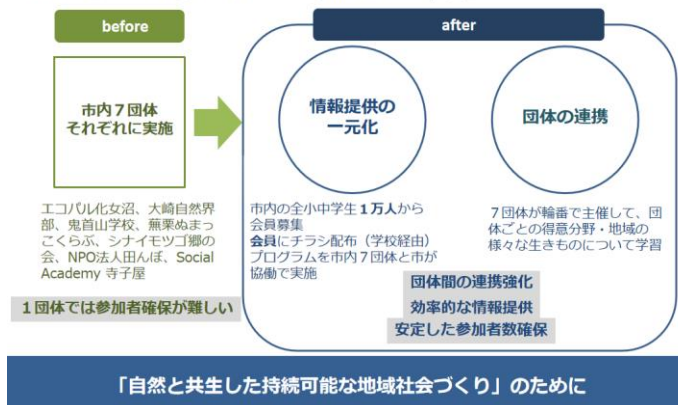 before
市内７団体
それぞれに実施
エコパル化女沼、大崎自然界
部、鬼首山学校、蕪栗ぬまっ
こくらぶ、シナイモツゴ郷の
会、NPO法人田んぼ、Social
Academy 寺子屋
１団体では参加者確保が難しい
after
情報提供の
一元化
市内の全小中学生１万人から
会員募集
会員にチラシ配布（学校経由）
プログラムを市内７団体と市が
協働で実施
団体の連携
７団体が輪番で主催して、団
体ごとの得意分野・地域の
様々な生きものについて学習
団体間の連携強化
効率的な情報提供
安定した参加者数確保
「自然と共生した持続可能な地域社会づくり」のために